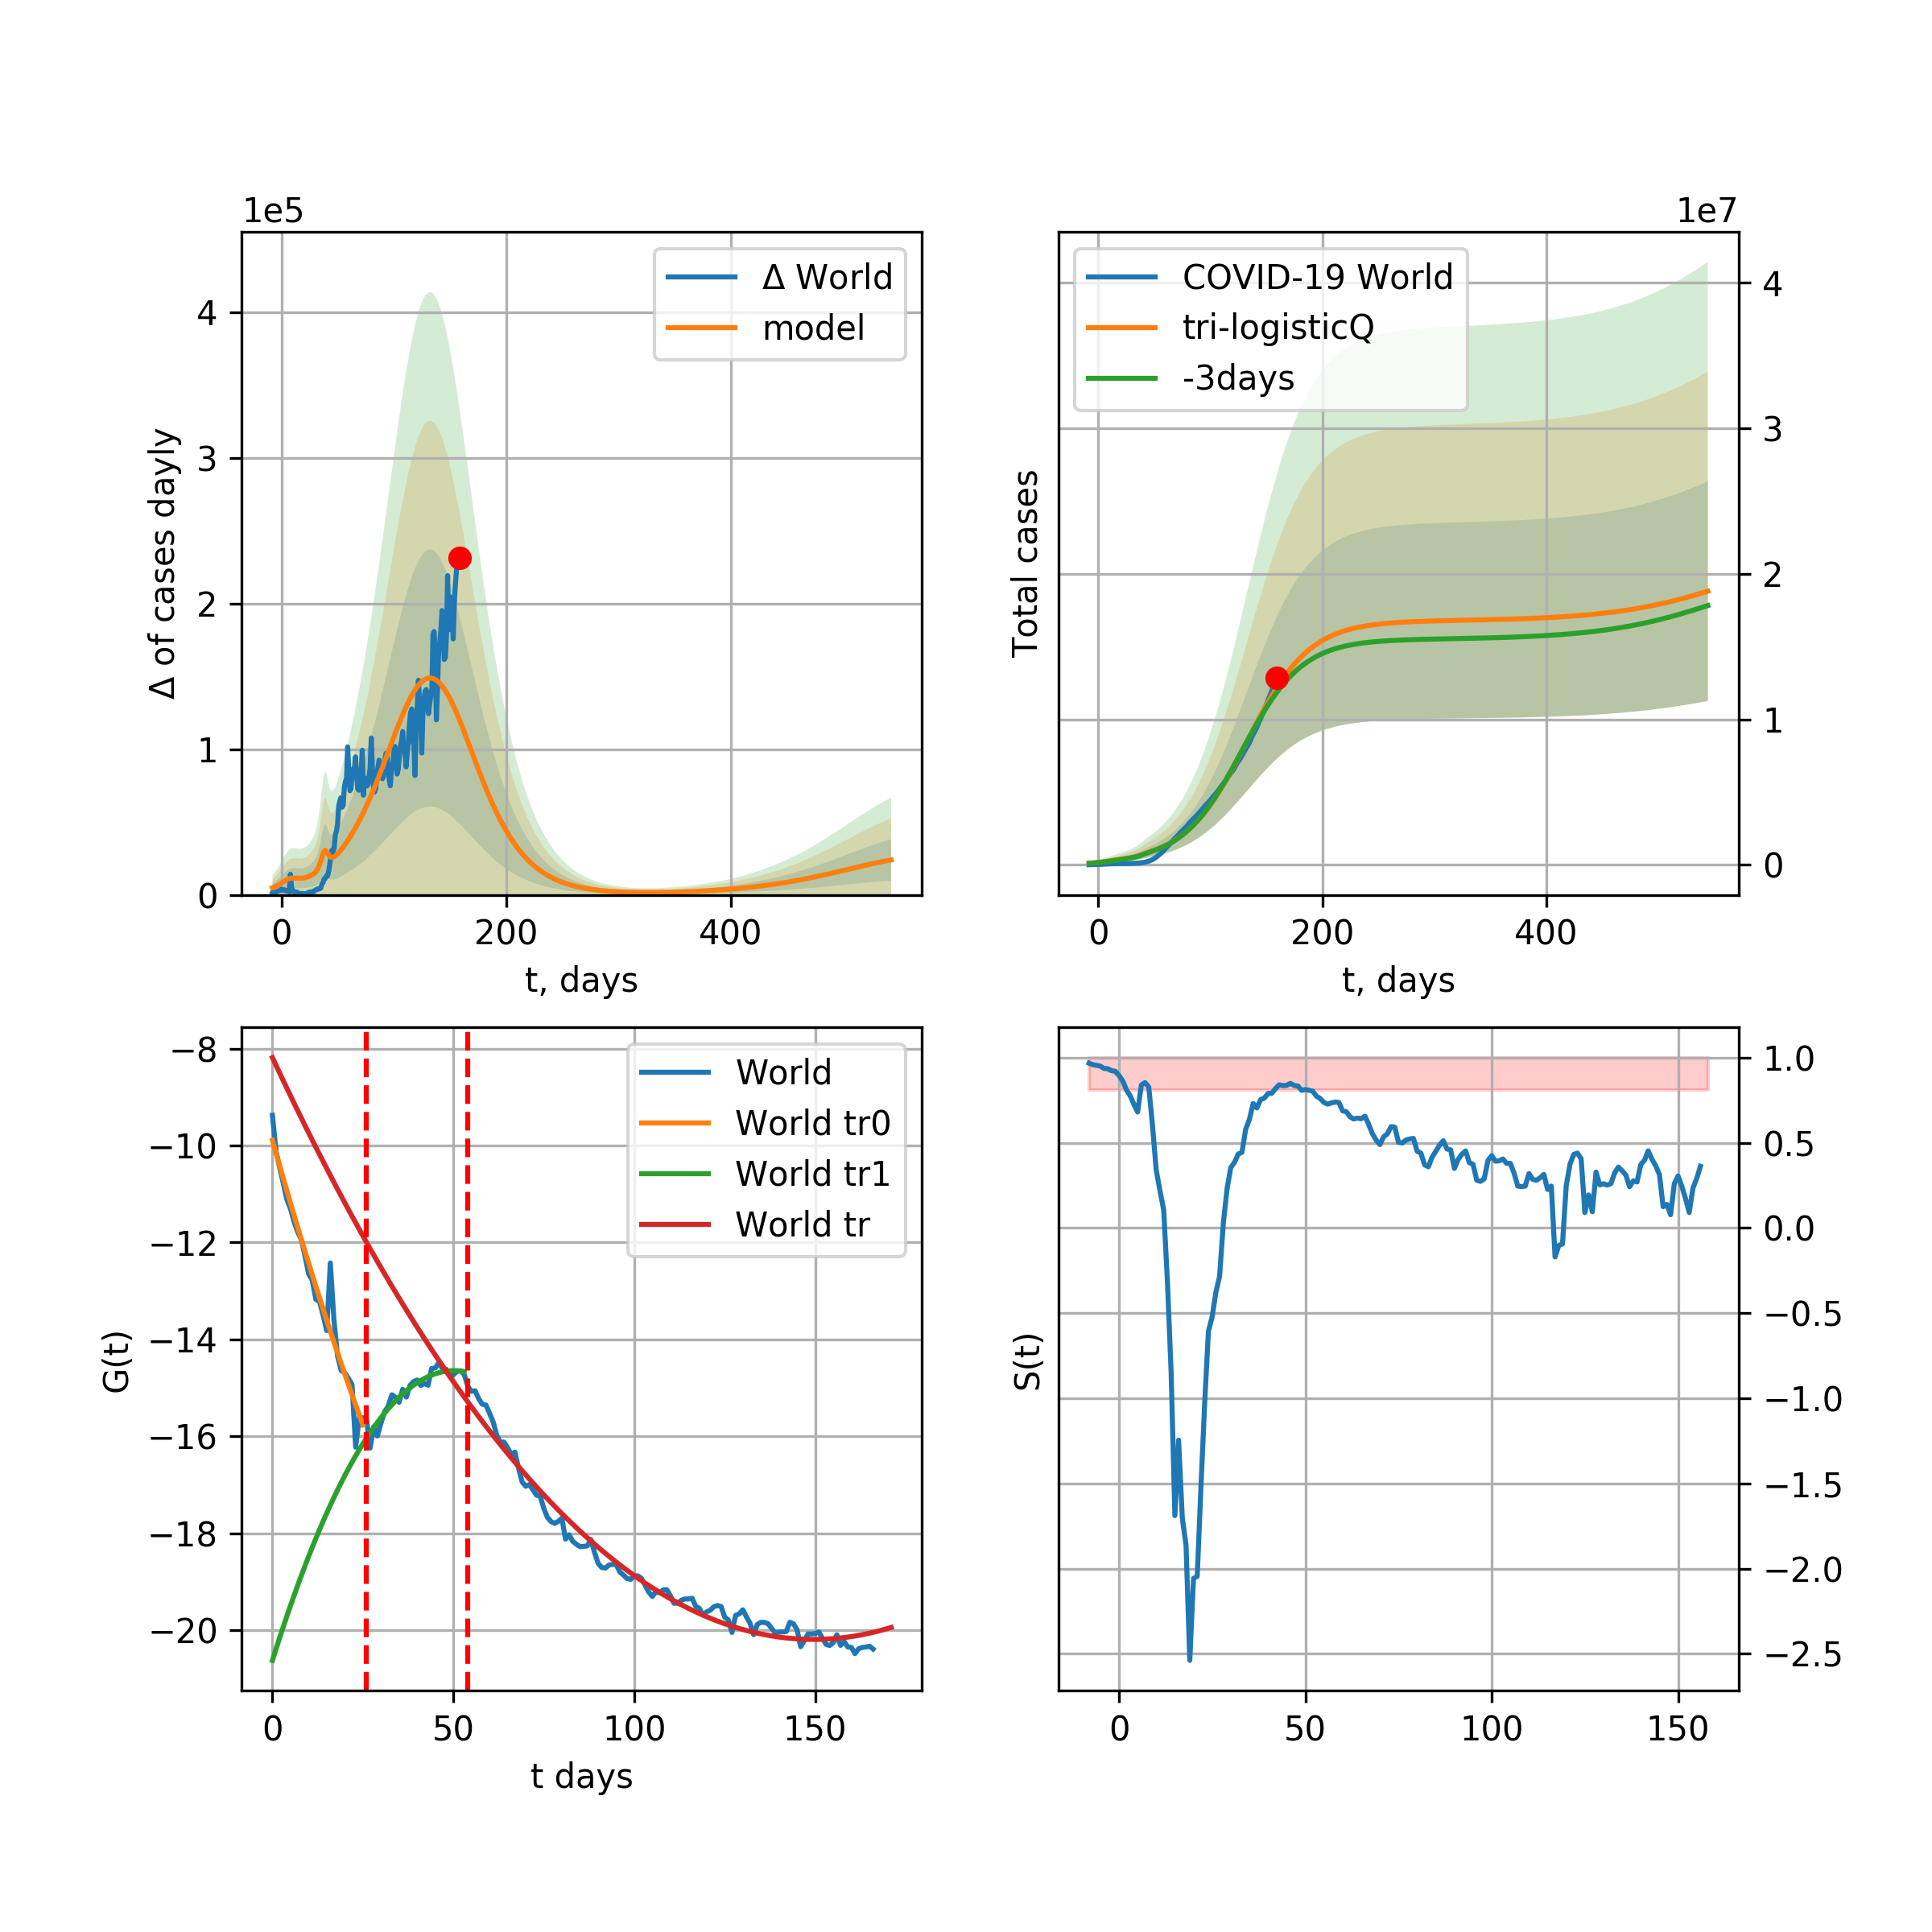 1e5
Δ of cases dayly
4
3
2
1
0
Δ World
model
0 200 400
t, days
1e7
Total cases
COVID-19 World
tri-logisticQ
-3days
4
3
2
1
0
0 200 400
t, days
G(t)
−8
−10
−12
−14
−16
−18
−20
World
World tr0
World tr1
World tr
0 50 100 150
t days
S(t)
1.0
0.5
0.0
−0.5
−1.0
−1.5
−2.0
−2.5
0 50 100 150